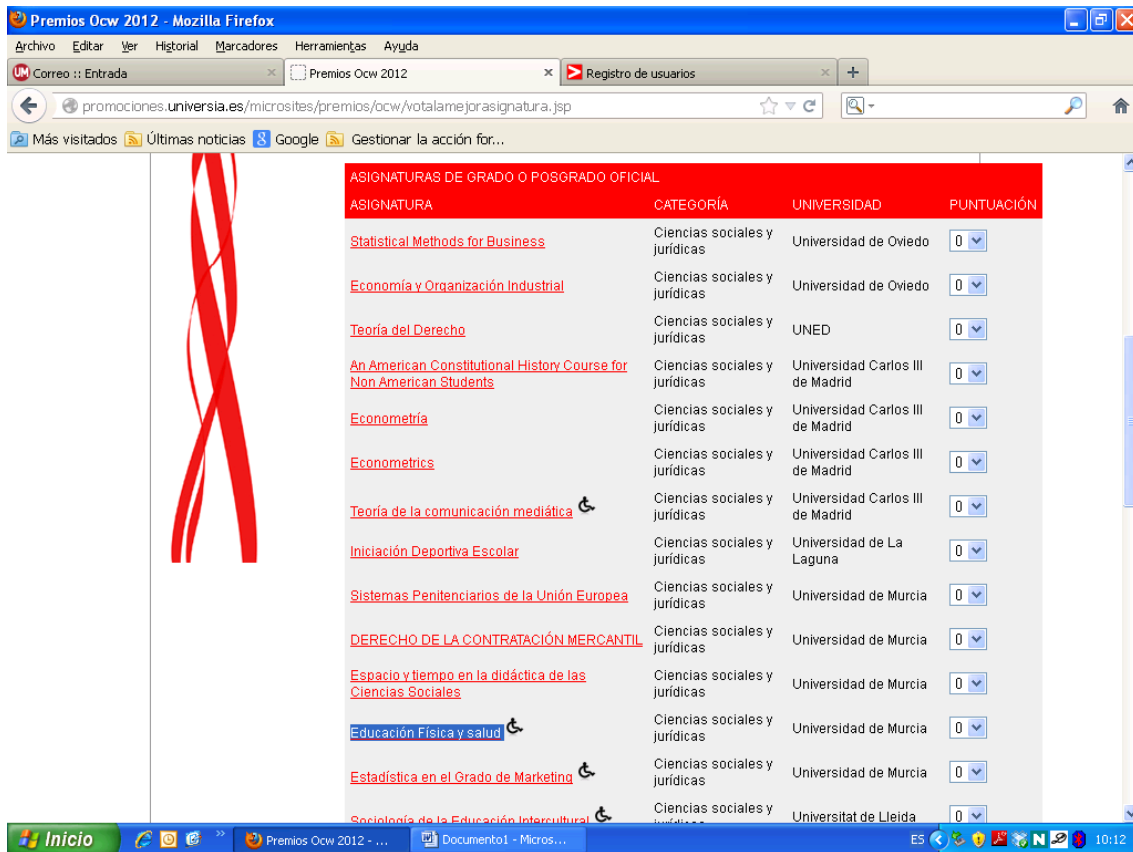 Premios Ocw 2012 - Mozilla Firefox
Archivo Editar Ver Historial Marcadores Herramientas Ayuda
UM Correo :: Entrada Premios Ocw 2012 Registro de usuarios
promociones.universia.es/microsites/premios/ocw/votalamejorasignatura.jsp
Más visitados Últimas noticias Google Gestionar la acción for...
ASIGNATURAS DE GRADO O POSGRADO OFICIAL
ASIGNATURA CATEGORÍA UNIVERSIDAD PUNTUACIÓN
Statistical Methods for Business Ciencias sociales y jurídicas Universidad de Oviedo 0
Economía y Organización Industrial Ciencias sociales y jurídicas Universidad de Oviedo 0
Teoría del Derecho Ciencias sociales y jurídicas UNED 0
An American Constitutional History Course for Non American Students Ciencias sociales y jurídicas Universidad Carlos III de Madrid 0
Econometría Ciencias sociales y jurídicas Universidad Carlos III de Madrid 0
Econometrics Ciencias sociales y jurídicas Universidad Carlos III de Madrid 0
Teoría de la comunicación mediática Ciencias sociales y jurídicas Universidad Carlos III de Madrid 0
Iniciación Deportiva Escolar Ciencias sociales y jurídicas Universidad de La Laguna 0
Sistemas Penitenciarios de la Unión Europea Ciencias sociales y jurídicas Universidad de Murcia 0
DERECHO DE LA CONTRATACIÓN MERCANTIL Ciencias sociales y jurídicas Universidad de Murcia 0
Espacio y tiempo en la didáctica de las Ciencias Sociales Ciencias sociales y jurídicas Universidad de Murcia 0
Educación Física y salud Ciencias sociales y jurídicas Universidad de Murcia 0
Estadística en el Grado de Marketing Ciencias sociales y jurídicas Universidad de Murcia 0
Sociología de la Educación Intercultural Ciencias sociales y Universitat de Lleida 0
Inicio Premios Ocw 2012 - ... Documento1 - Micros... ES 10:12